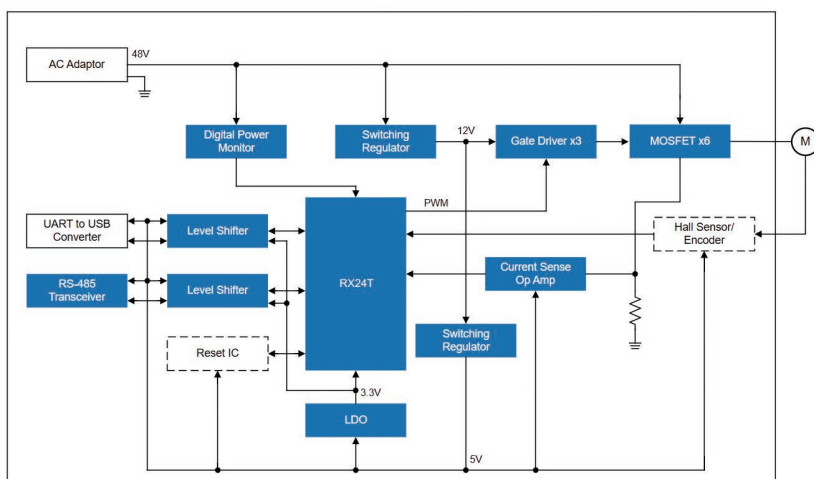 48V
AC Adaptor
Digital Power
Monitor
Switching
Regulator
12V
Gate Driver x3
MOSFET x6
M
PWM
UART to USB
Converter
Level Shifter
Hall Sensor/
Encoder
RX24T
Current Sense
Op Amp
RS-485
Transceiver
Level Shifter
Switching
Regulator
Reset IC
3.3V
LDO
5V